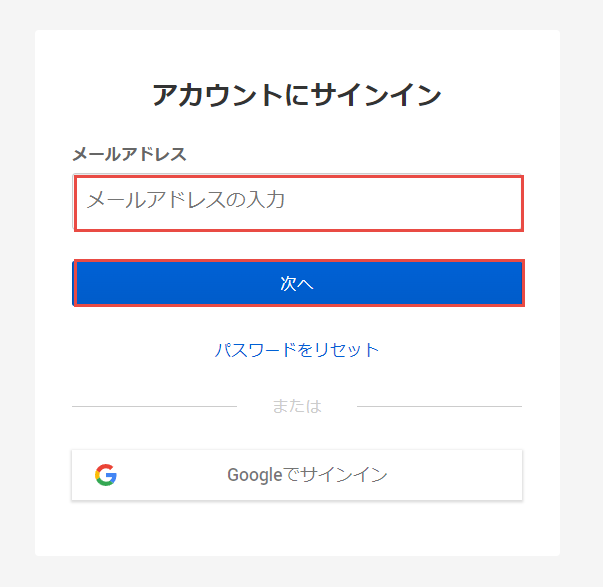 アカウントにサインイン
メールアドレス
メールアドレスの入力
次へ
パスワードをリセット
または
Googleでサインイン